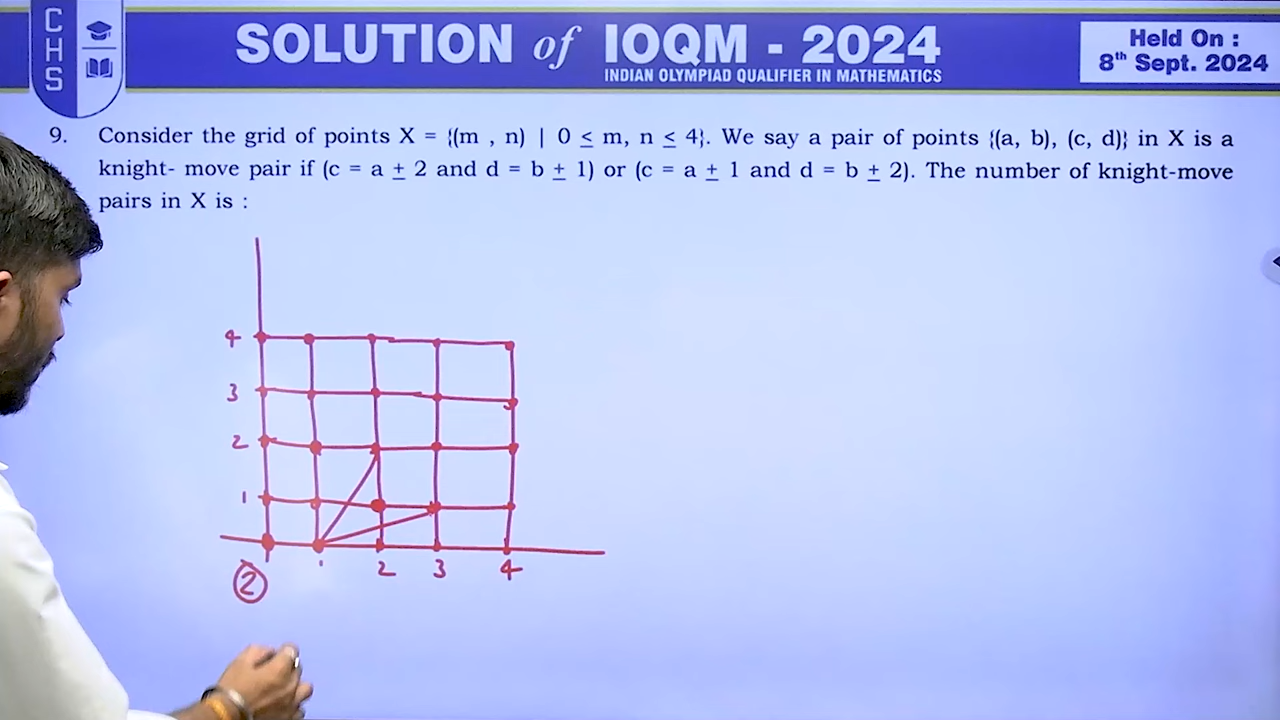 CHS
SOLUTION of IOQM - 2024
INDIAN OLYMPIAD QUALIFIER IN MATHEMATICS
Held On :
8th Sept. 2024
9. Consider the grid of points X = {(m , n) | 0 ≤ m, n ≤ 4}. We say a pair of points {(a, b), (c, d)} in X is a
knight- move pair if (c = a ± 2 and d = b ± 1) or (c = a ± 1 and d = b ± 2). The number of knight-move
pairs in X is :
4
3
2
1
2 1 2 3 4